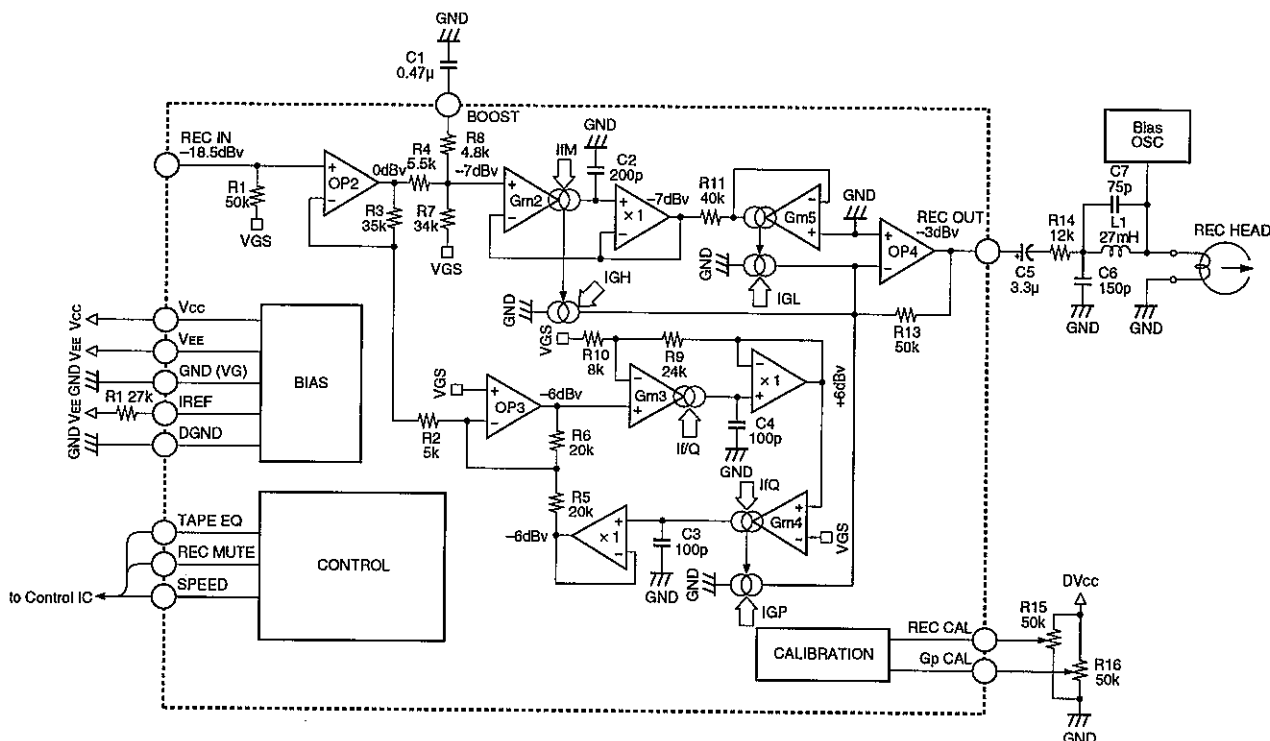 GND
C1
0.47μ
BOOST
REC IN
−18.5dBv
R1
50k
VGS
OP2
0dBv
R4
5.5k
R8
4.8k
−7dBv
R3
35k
R7
34k
VGS
Gm2
IfM
GND
C2
200p
×1
−7dBv
R11
40k
Gm5
GND
OP4
REC OUT
−3dBv
GND
IGL
GND
IGH
R13
50k
Bias
OSC
C7
75p
L1
27mH
R14
12k
C5
3.3μ
C6
150p
GND
GND
REC HEAD
Vcc
Vcc
VEE
VEE
GND
GND (VG)
VEE
R1 27k
IREF
GND
DGND
BIAS
VGS
R10
8k
R9
24k
VGS
OP3
−6dBv
Gm3
If/Q
×1
+6dBv
C4
100p
GND
R2
5k
R6
20k
R5
20k
−6dBv
×1
C3
100p
GND
IfQ
Gm4
VGS
GND
IGP
TAPE EQ
REC MUTE
SPEED
to Control IC
CONTROL
CALIBRATION
REC CAL
Gp CAL
DVcc
R15
50k
R16
50k
GND